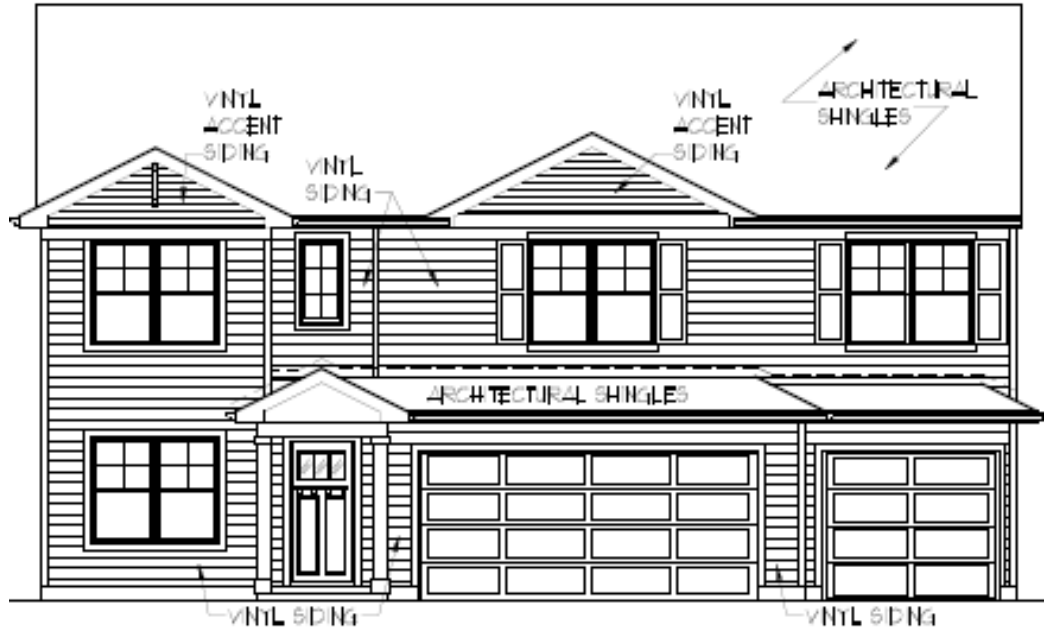 VINYL
ACCENT
SIDING
VINYL
SIDING
VINYL
ACCENT
SIDING
ARCHITECTURAL
SHINGLES
ARCHITECTURAL SHINGLES
VINYL SIDING
VINYL SIDING